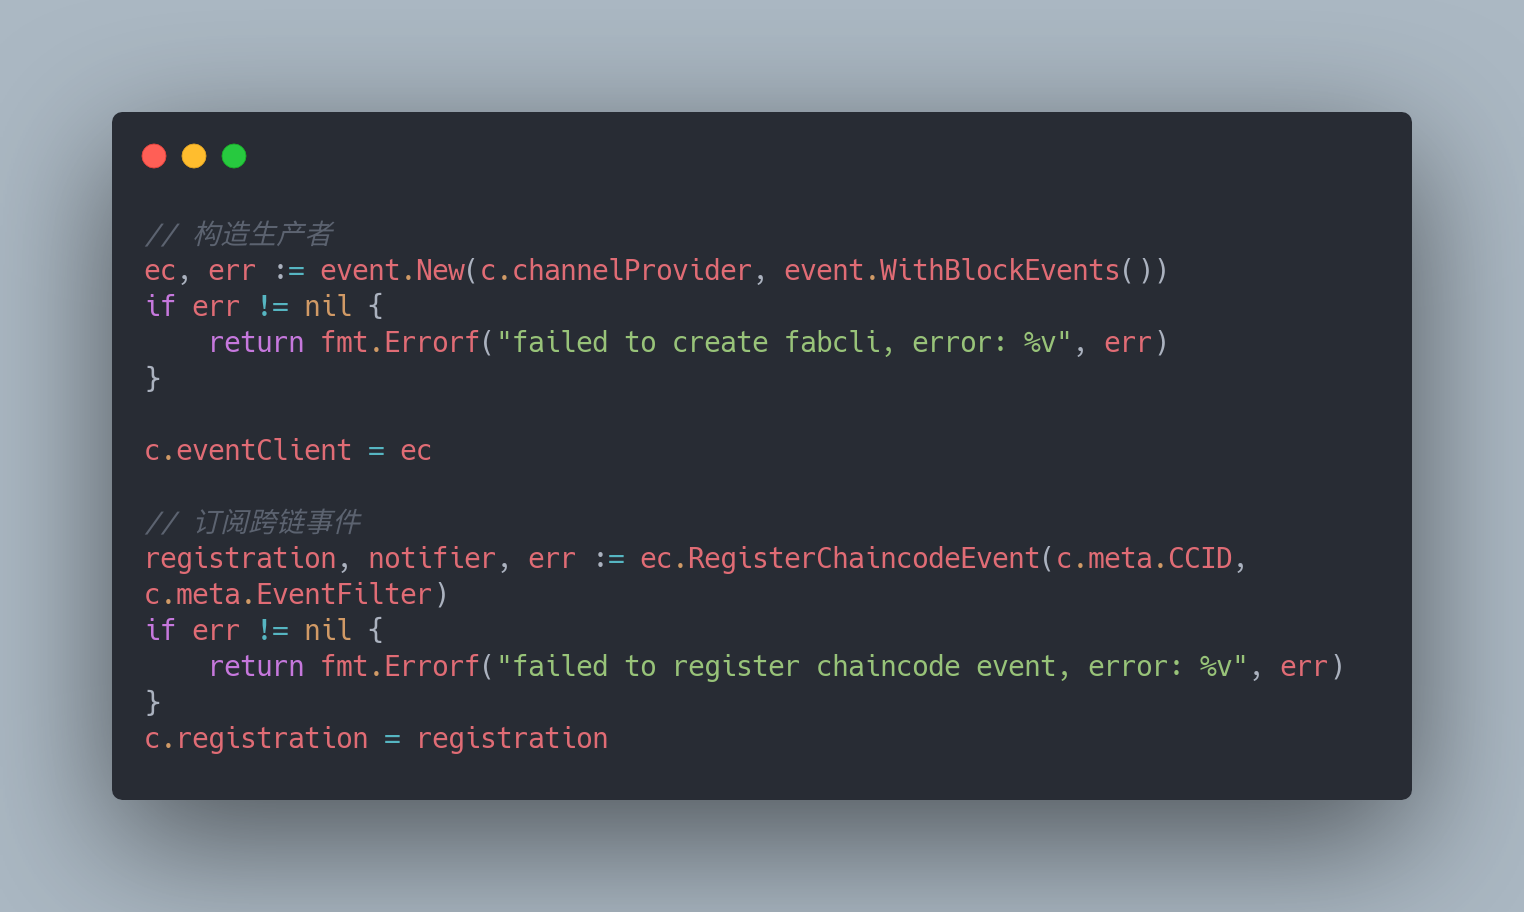 // 构造生产者
ec, err := event.New(c.channelProvider, event.WithBlockEvents())
if err != nil {
    return fmt.Errorf("failed to create fabcli, error: %v", err)
}

c.eventClient = ec

// 订阅跨链事件
registration, notifier, err := ec.RegisterChaincodeEvent(c.meta.CCID,
c.meta.EventFilter)
if err != nil {
    return fmt.Errorf("failed to register chaincode event, error: %v", err)
}
c.registration = registration